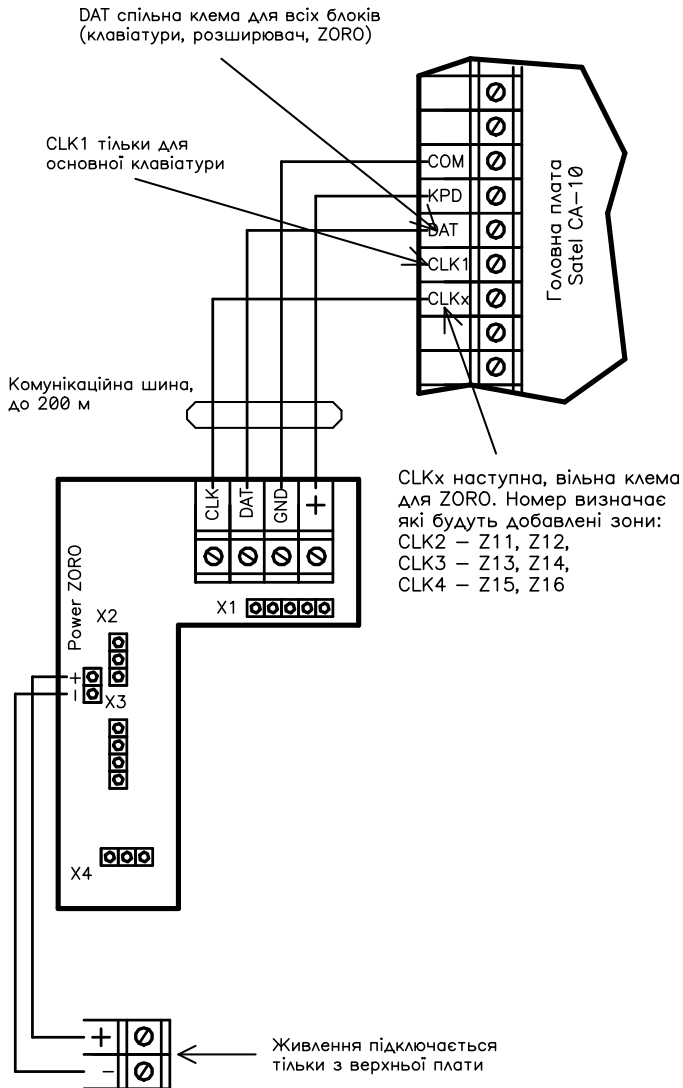 DAT спільна клема для всіх блоків
(клавіатури, розширювач, ZORO)
CLK1 тільки для
основної клавіатури
COM
KPD
DAT
CLK1
CLKx
Головна плата
Satel CA–10
Комунікаційна шина,
до 200 м
CLKx наступна, вільна клема
для ZORO. Номер визначає
які будуть добавлені зони:
CLK2 – Z11, Z12,
CLK3 – Z13, Z14,
CLK4 – Z15, Z16
CLK
DAT
GND
+
X1
Power ZORO
X2
+
–
X3
X4
+
–
Живлення підключається
тільки з верхньої плати